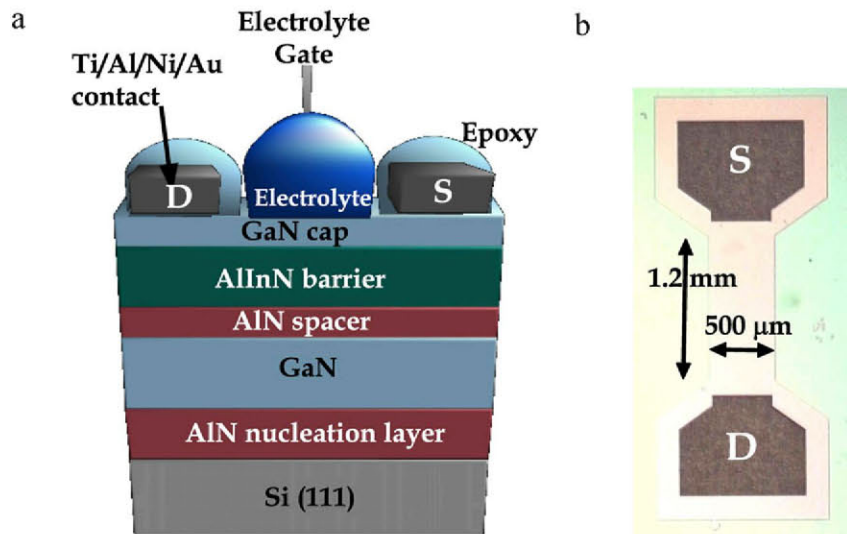 a
Electrolyte
Gate
Ti/Al/Ni/Au
contact
Epoxy
D
Electrolyte
S
GaN cap
AlInN barrier
AlN spacer
GaN
AlN nucleation layer
Si (111)
b
S
1.2 mm
500 µm
D